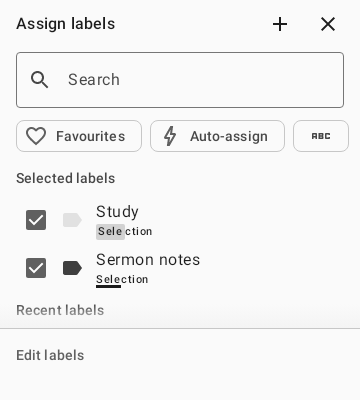 Assign labels
Search
Favourites
Auto-assign
ABC
Selected labels
Study
Selection
Sermon notes
Selection
Recent labels
Edit labels